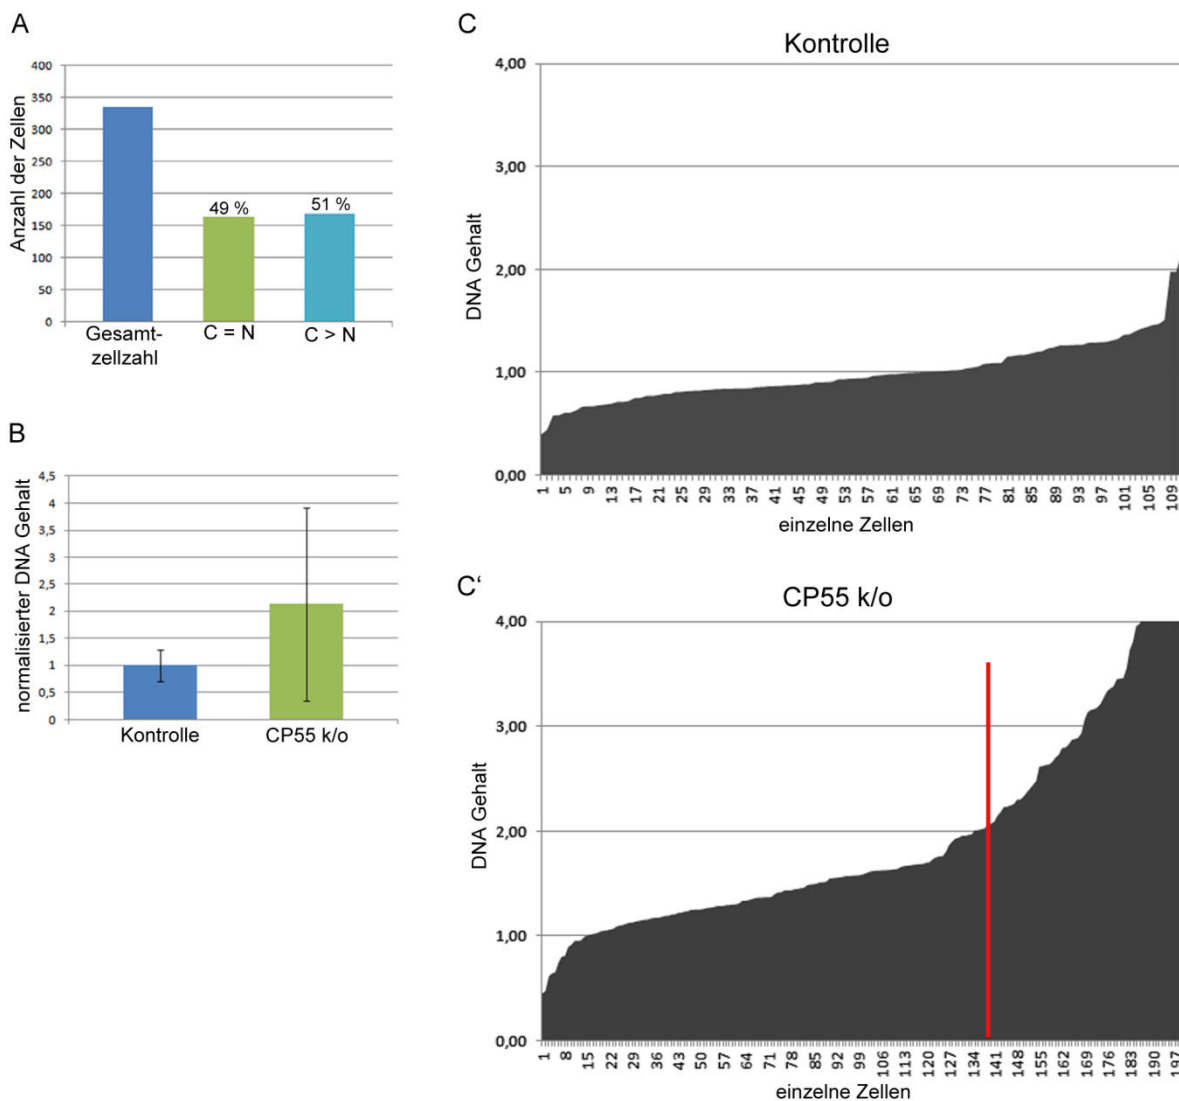 A
400
350
300
250
200
150
100
50
0
Anzahl der Zellen
49 %
51 %
Gesamt-
zellzahl
C = N
C > N
B
4,5
4
3,5
3
2,5
2
1,5
1
0,5
0
normalisierter DNA Gehalt
Kontrolle
CP55 k/o
C
Kontrolle
4,00
3,00
2,00
1,00
0,00
DNA Gehalt
1 5 9 13 17 21 25 29 33 37 41 45 49 53 57 61 65 69 73 77 81 85 89 93 97 101 105 109
einzelne Zellen
C‘
CP55 k/o
4,00
3,00
2,00
1,00
0,00
DNA Gehalt
1 8 15 22 29 36 43 50 57 64 71 78 85 92 99 106 113 120 127 134 141 148 155 162 169 176 183 190 197
einzelne Zellen